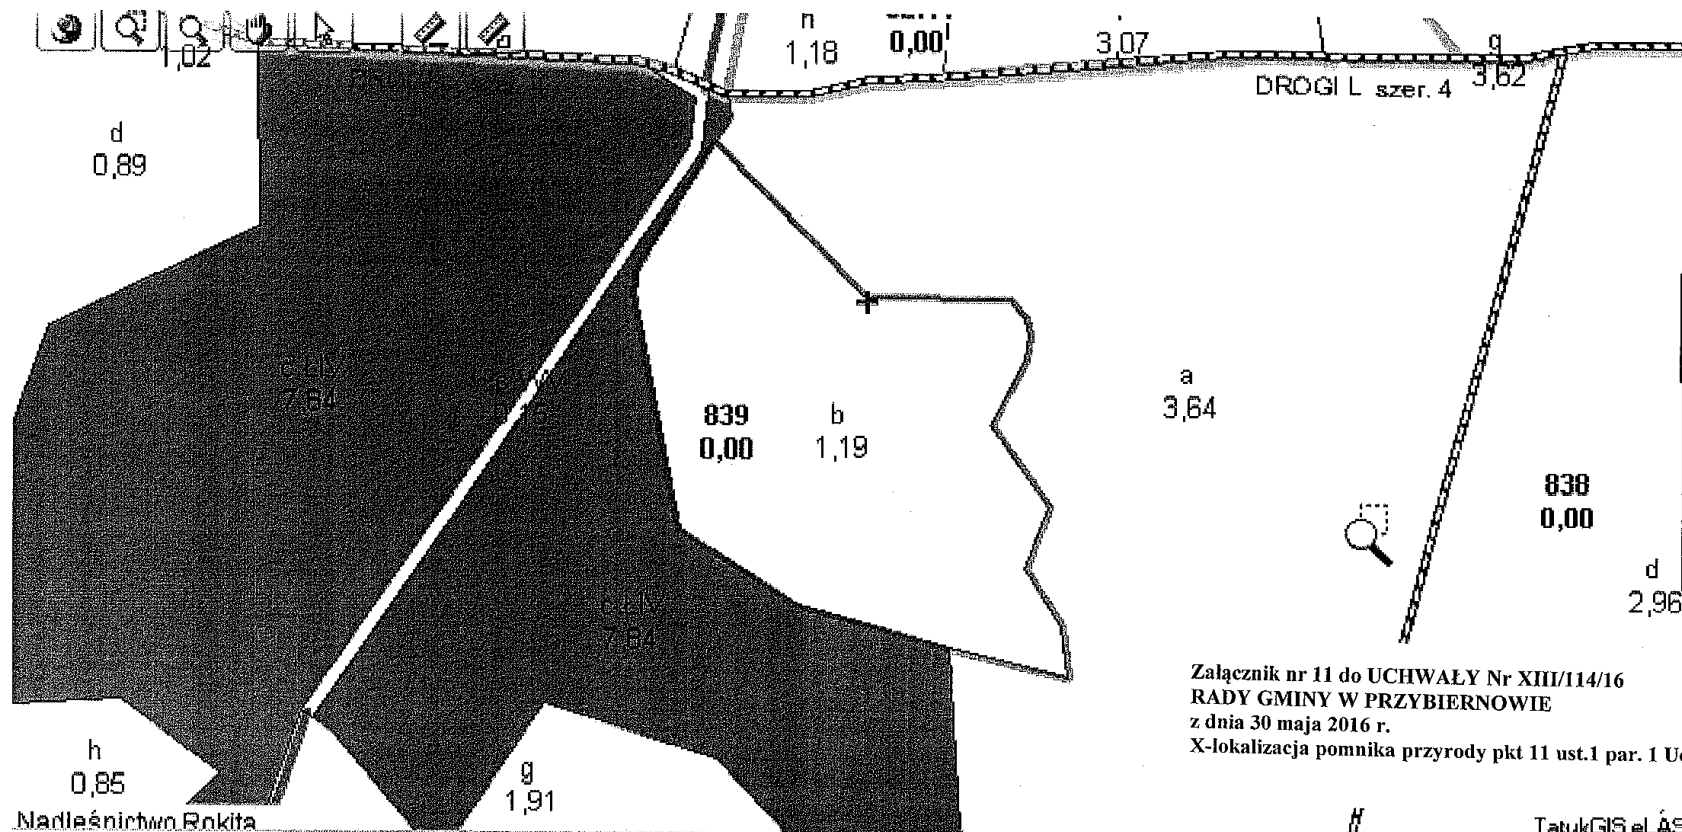 n
1,18
0,00
3,07
g
3,62
1,02
DROGI L szer. 4
d
0,89
c LIV
7,84
a
3,64
839
0,00
b
1,19
838
0,00
d
2,96
c LIV
7,84
Załącznik nr 11 do UCHWAŁY Nr XIII/114/16
RADY GMINY W PRZYBIERNOWIE
z dnia 30 maja 2016 r.
X-lokalizacja pomnika przyrody pkt 11 ust.1 par. 1 Uc
h
0,85
g
1,91
Nadleśnictwo Rokita